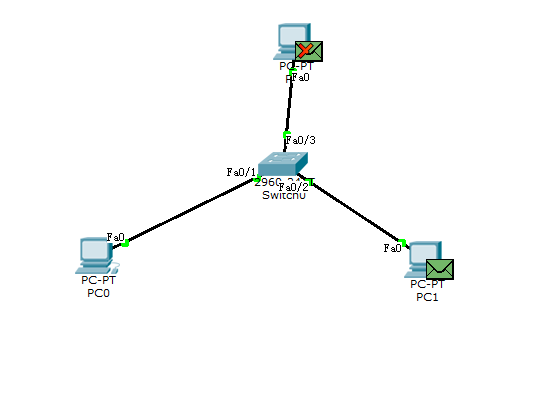 PC-PT
Fa0
Fa0/3
Fa0/1
Fa0/2
Switch0
Fa0
PC-PT
PC0
Fa0
PC-PT
PC1